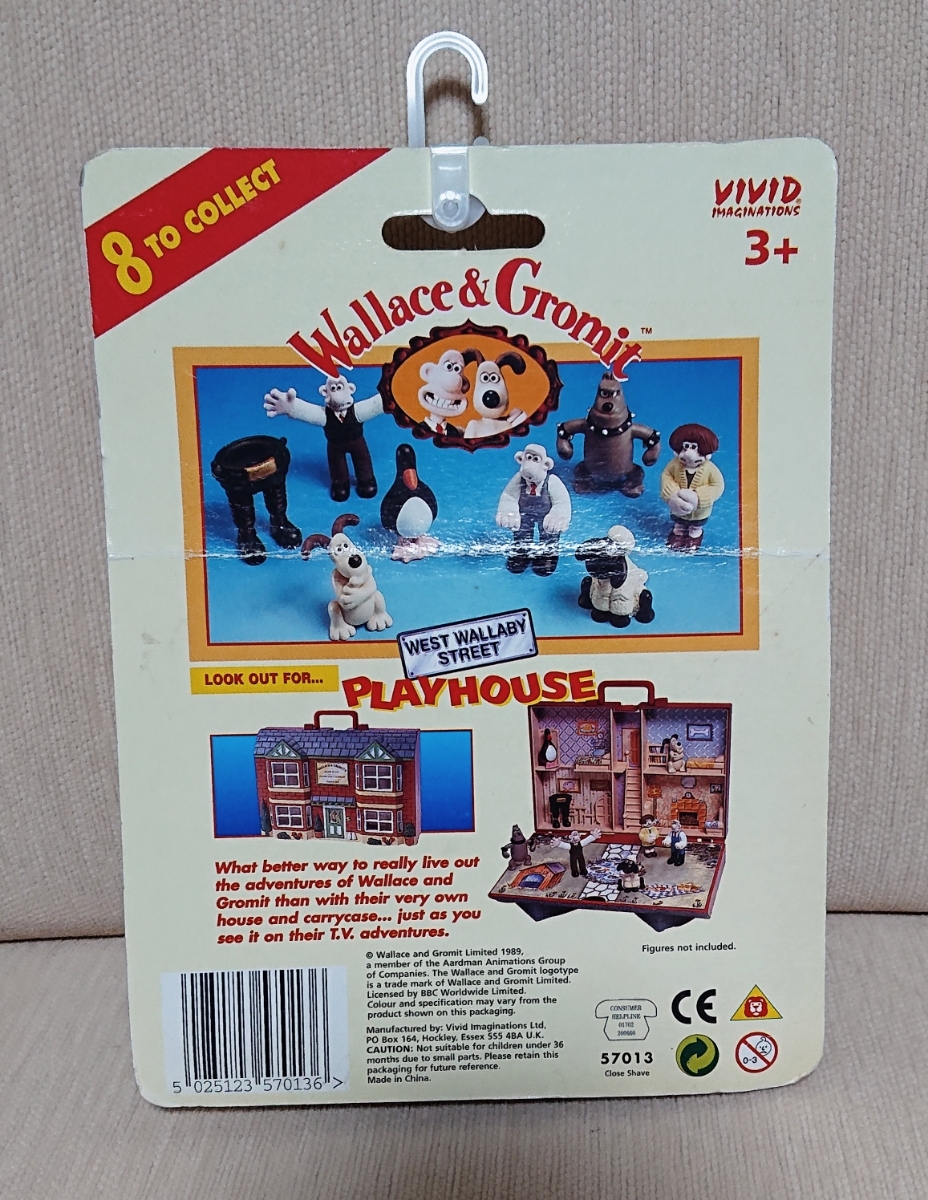 8 TO COLLECT
VIVID
IMAGINATIONS
3+
Wallace & Gromit™
WEST WALLABY
STREET
LOOK OUT FOR...
PLAYHOUSE
What better way to really live out
the adventures of Wallace and
Gromit than with their very own
house and carrycase... just as you
see it on their T.V. adventures.
Figures not included.
© Wallace and Gromit Limited 1989,
a member of the Aardman Animations Group
of Companies. The Wallace and Gromit logotype
is a trade mark of Wallace and Gromit Limited.
Licensed by BBC Worldwide Limited.
Colour and specification may vary from the
product shown on this packaging.
Manufactured by: Vivid Imaginations Ltd,
PO Box 164, Hockley, Essex SS5 4BA U.K.
CAUTION: Not suitable for children under 36
months due to small parts. Please retain this
packaging for future reference.
Made in China.
CONSUMER
HELPLINE
01702
200660
CE
57013
Close Shave
0-3
5 025123 570136 >